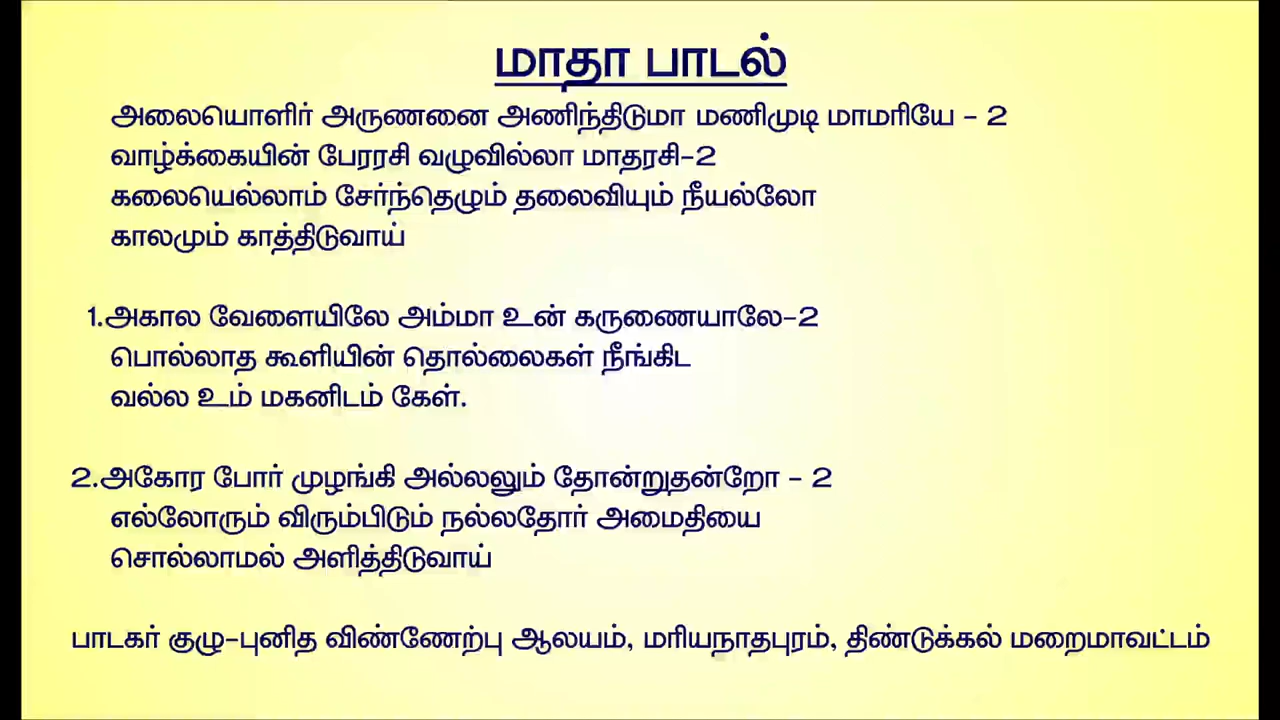 மாதா பாடல்
அலையொளிர் அருணனை அணிந்திடுமா மணிமுடி மாமரியே - 2
வாழ்க்கையின் பேரரசி வழுவில்லா மாதரசி-2
கலையெல்லாம் சேர்ந்தெழும் தலைவியும் நீயல்லோ
காலமும் காத்திடுவாய்
1.அகால வேளையிலே அம்மா உன் கருணையாலே-2
பொல்லாத கூளியின் தொல்லைகள் நீங்கிட
வல்ல உம் மகனிடம் கேள்.
2.அகோர போர் முழங்கி அல்லலும் தோன்றுதன்றோ - 2
எல்லோரும் விரும்பிடும் நல்லதோர் அமைதியை
சொல்லாமல் அளித்திடுவாய்
பாடகர் குழு-புனித விண்ணேற்பு ஆலயம், மரியநாதபுரம், திண்டுக்கல் மறைமாவட்டம்